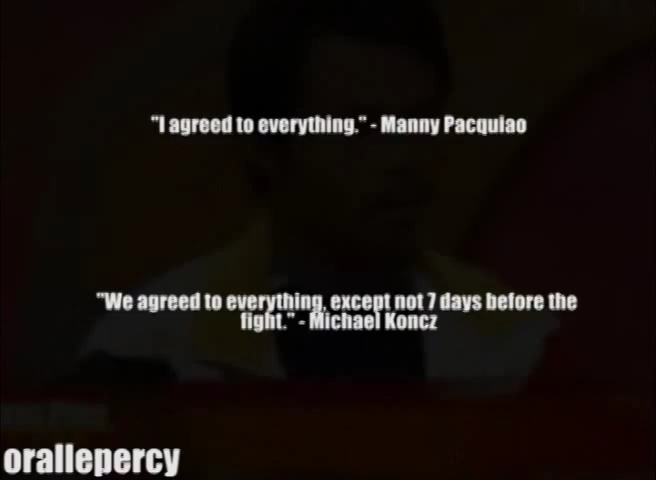 "I agreed to everything." - Manny Pacquiao
"We agreed to everything, except not 7 days before the
fight." - Michael Koncz
orallepercy